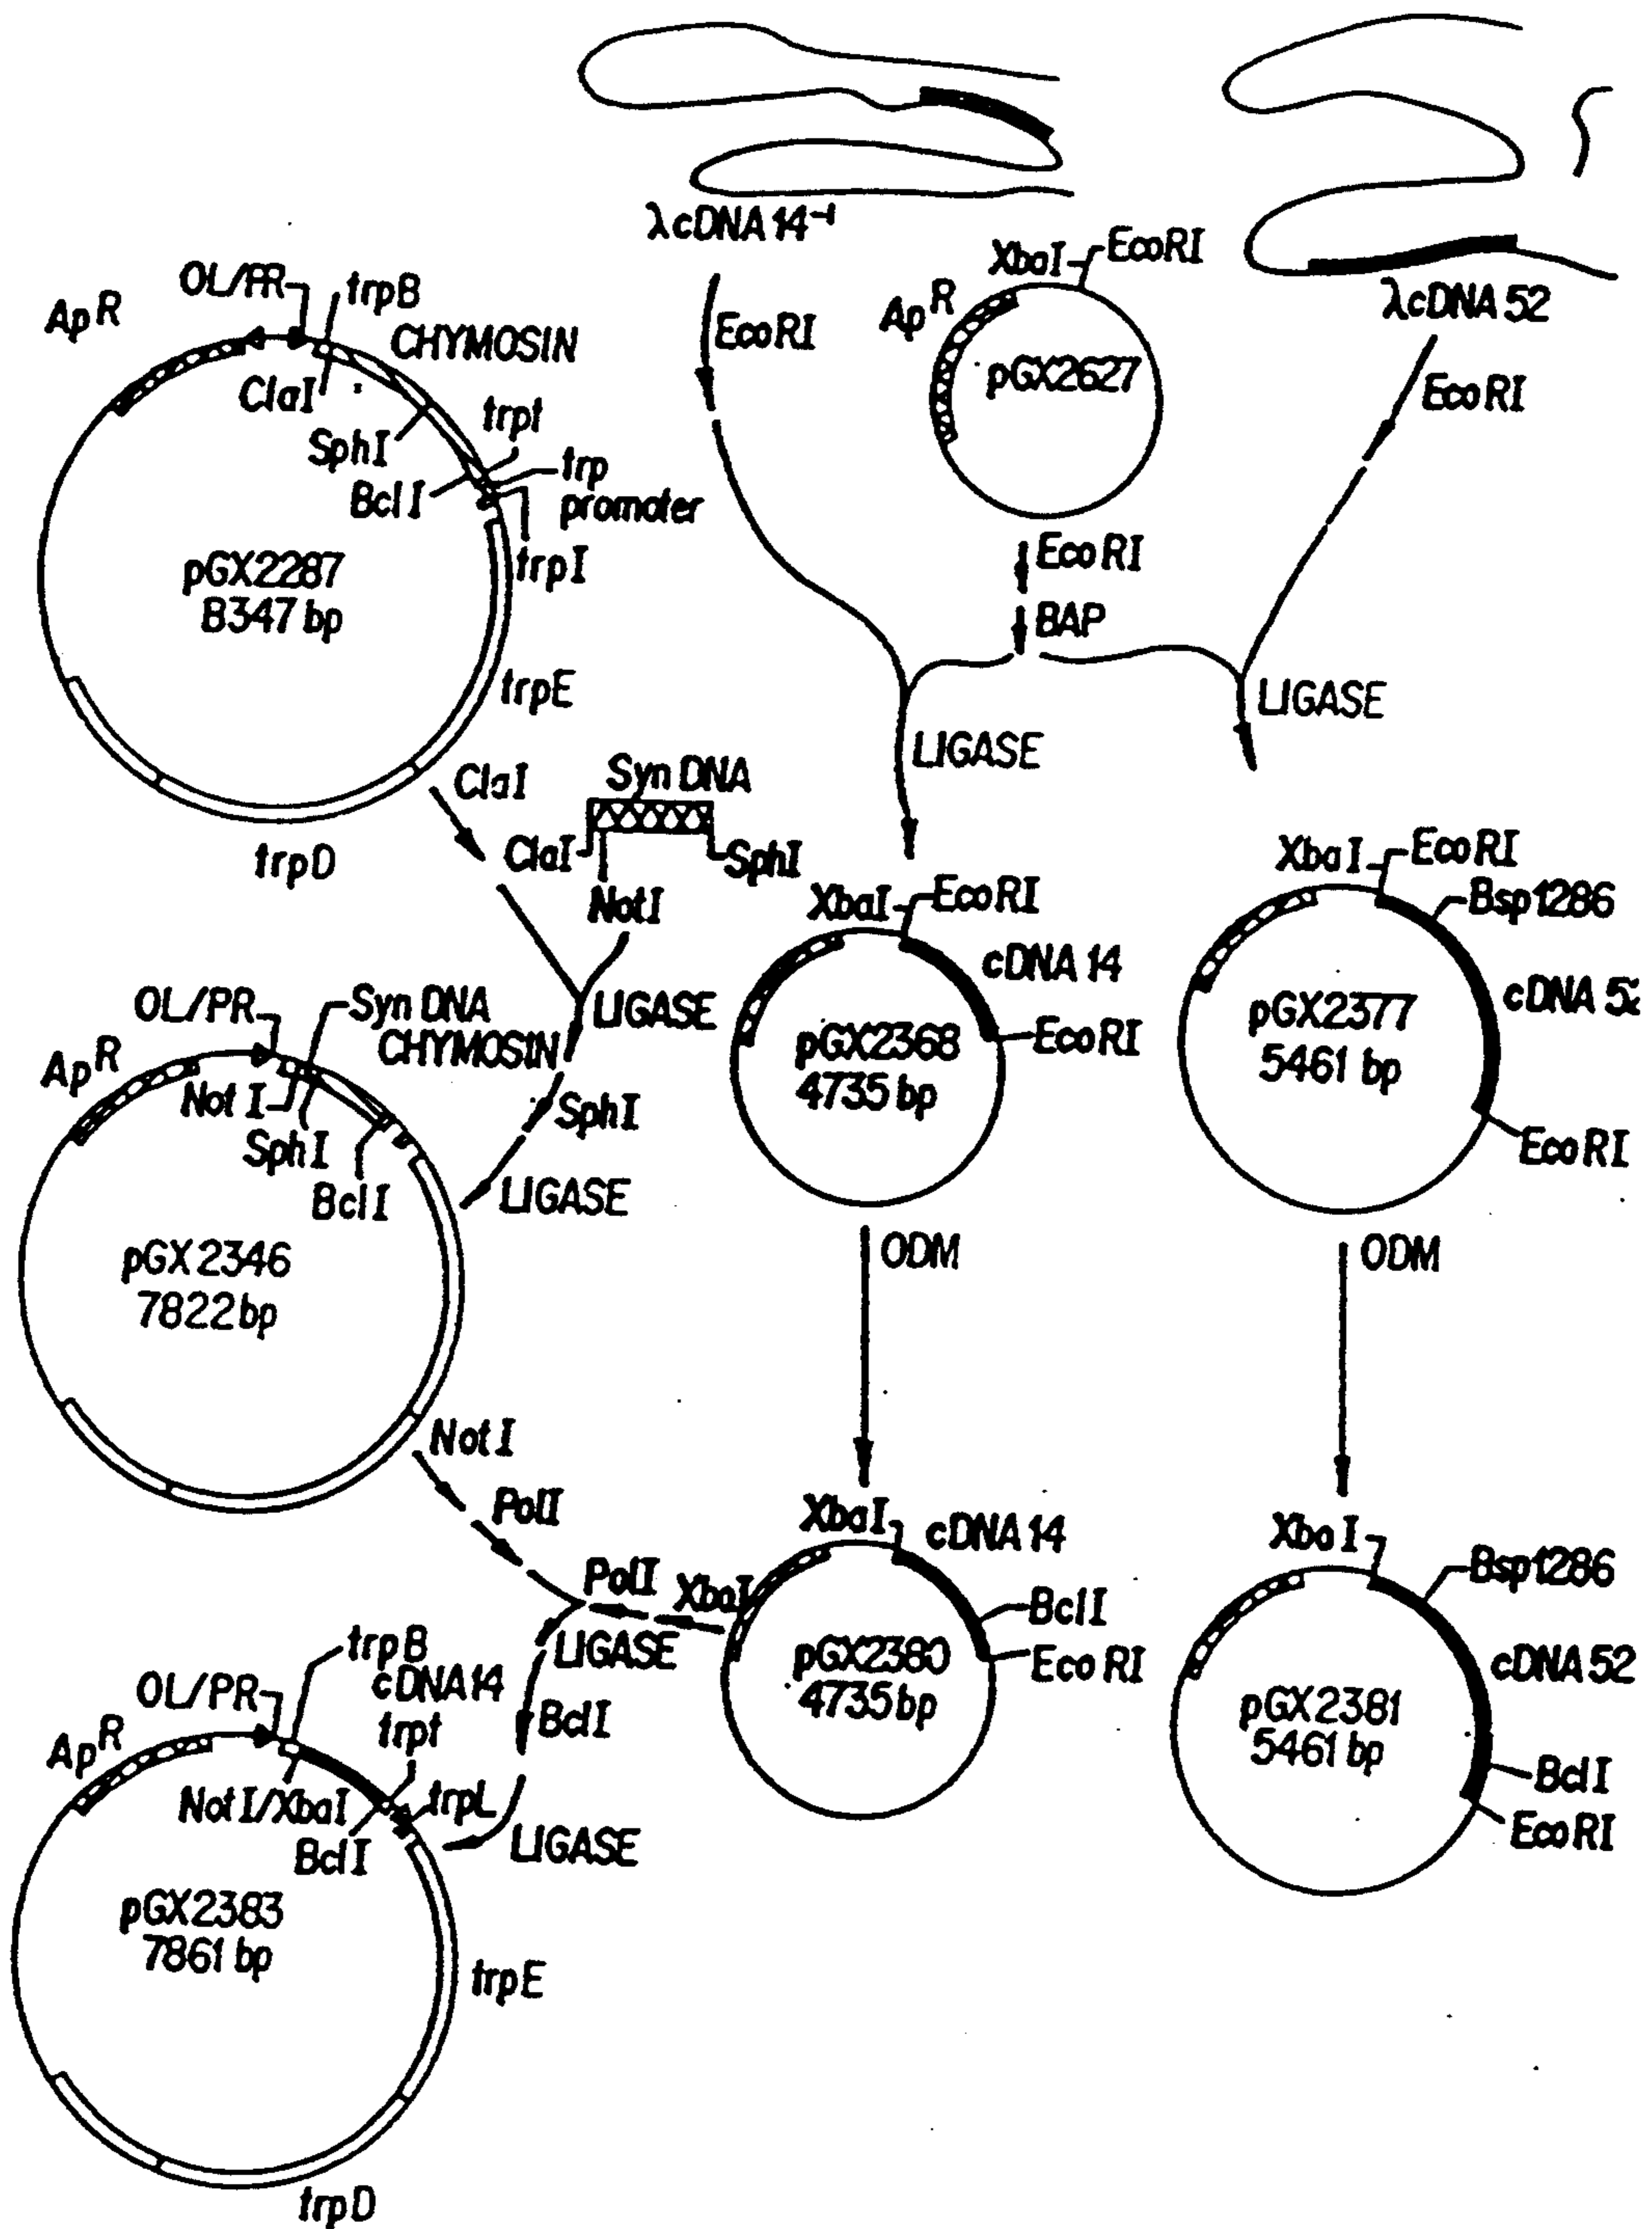 λcDNA14-1
EcoRI
XbaI
EcoRI
ApR
pGX2627
EcoRI
BAP
LIGASE
λcDNA 52
EcoRI
LIGASE
ApR
OL/PR
trpB
CHYMOSIN
ClaI
SphI
trpt
BclI
trp
promoter
trpI
pGX2287
8347 bp
trpE
trpD
ClaI
Syn DNA
ClaI
SphI
NotI
LIGASE
SphI
LIGASE
OL/PR
Syn DNA
CHYMOSIN
ApR
Not I
SphI
BclI
pGX2346
7822 bp
XbaI
EcoRI
cDNA 14
EcoRI
pGX2368
4735 bp
ODM
XbaI
EcoRI
Bsp1286
cDNA 52
pGX2377
5461 bp
EcoRI
ODM
NotI
PolI
PolI
XbaI
LIGASE
BclI
LIGASE
XbaI
cDNA 14
BclI
EcoRI
pGX2380
4735 bp
XbaI
Bsp1286
cDNA 52
pGX2381
5461 bp
BclI
EcoRI
trpB
OL/PR
cDNA14
trpt
ApR
Not I/XbaI
trpL
BclI
pGX2383
7861 bp
trpE
trpD